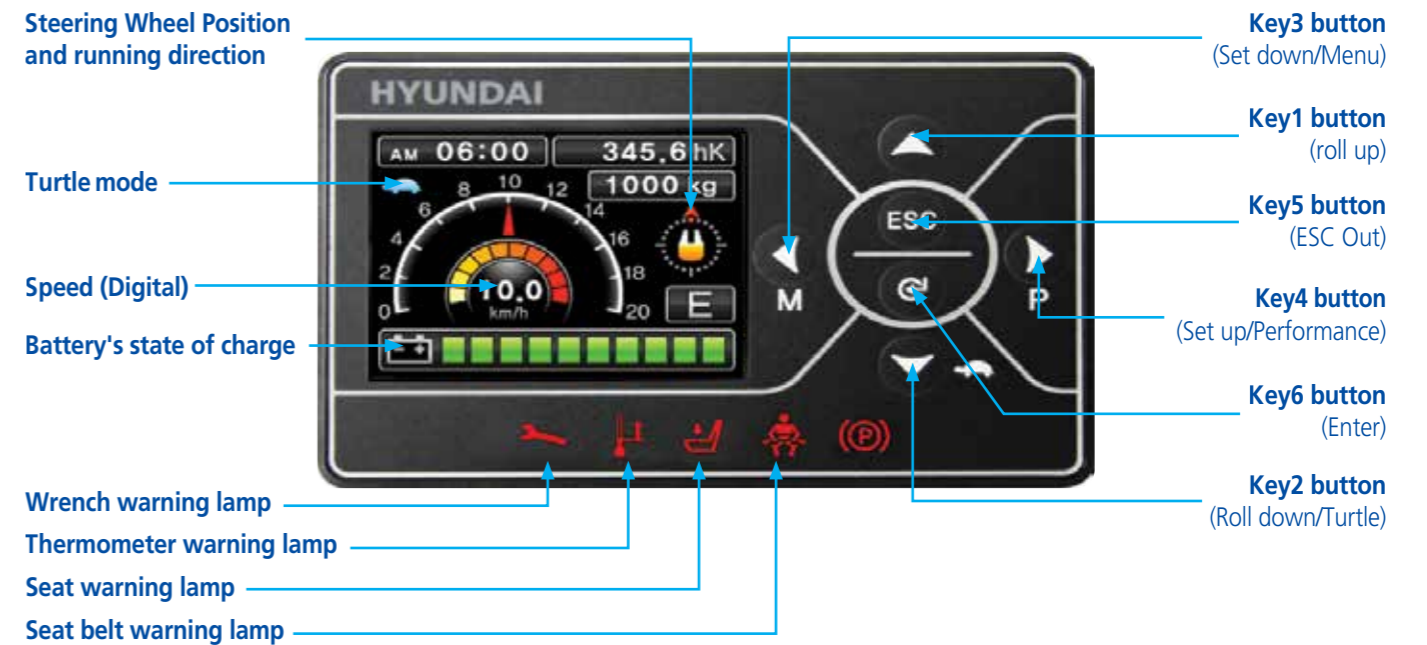 Steering Wheel Position
and running direction
Turtle mode
Speed (Digital)
Battery's state of charge
Wrench warning lamp
Thermometer warning lamp
Seat warning lamp
Seat belt warning lamp
HYUNDAI
AM 06:00
345.6 hK
1000 kg
0
2
4
6
8
10
12
14
16
18
20
10.0
km/h
E
M
ESC
P
(P)
Key3 button
(Set down/Menu)
Key1 button
(roll up)
Key5 button
(ESC Out)
Key4 button
(Set up/Performance)
Key6 button
(Enter)
Key2 button
(Roll down/Turtle)